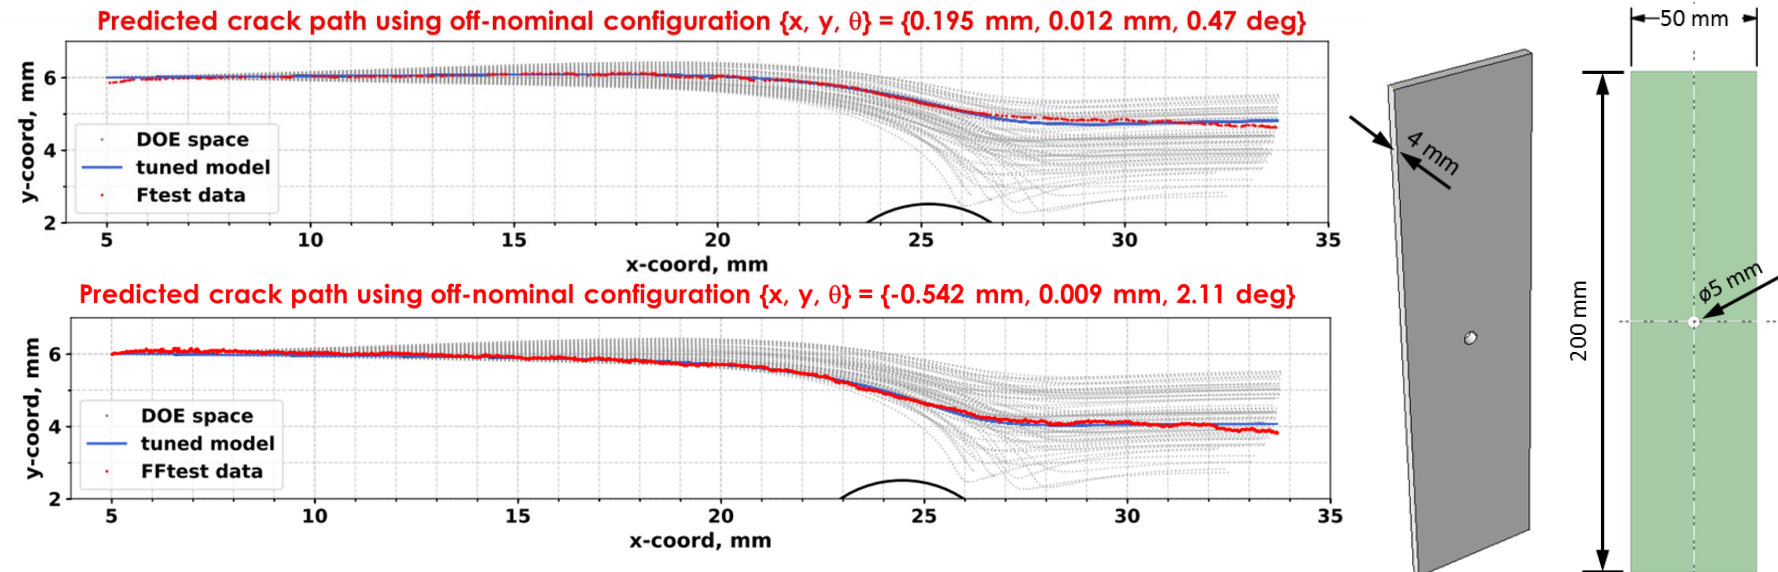 Predicted crack path using off-nominal configuration {x, y, θ} = {0.195 mm, 0.012 mm, 0.47 deg}
y-coord, mm
6
4
2
DOE space
tuned model
Ftest data
5 10 15 20 25 30 35
x-coord, mm
Predicted crack path using off-nominal configuration {x, y, θ} = {-0.542 mm, 0.009 mm, 2.11 deg}
y-coord, mm
6
4
2
DOE space
tuned model
FFtest data
5 10 15 20 25 30 35
x-coord, mm
4 mm
50 mm
200 mm
ø5 mm